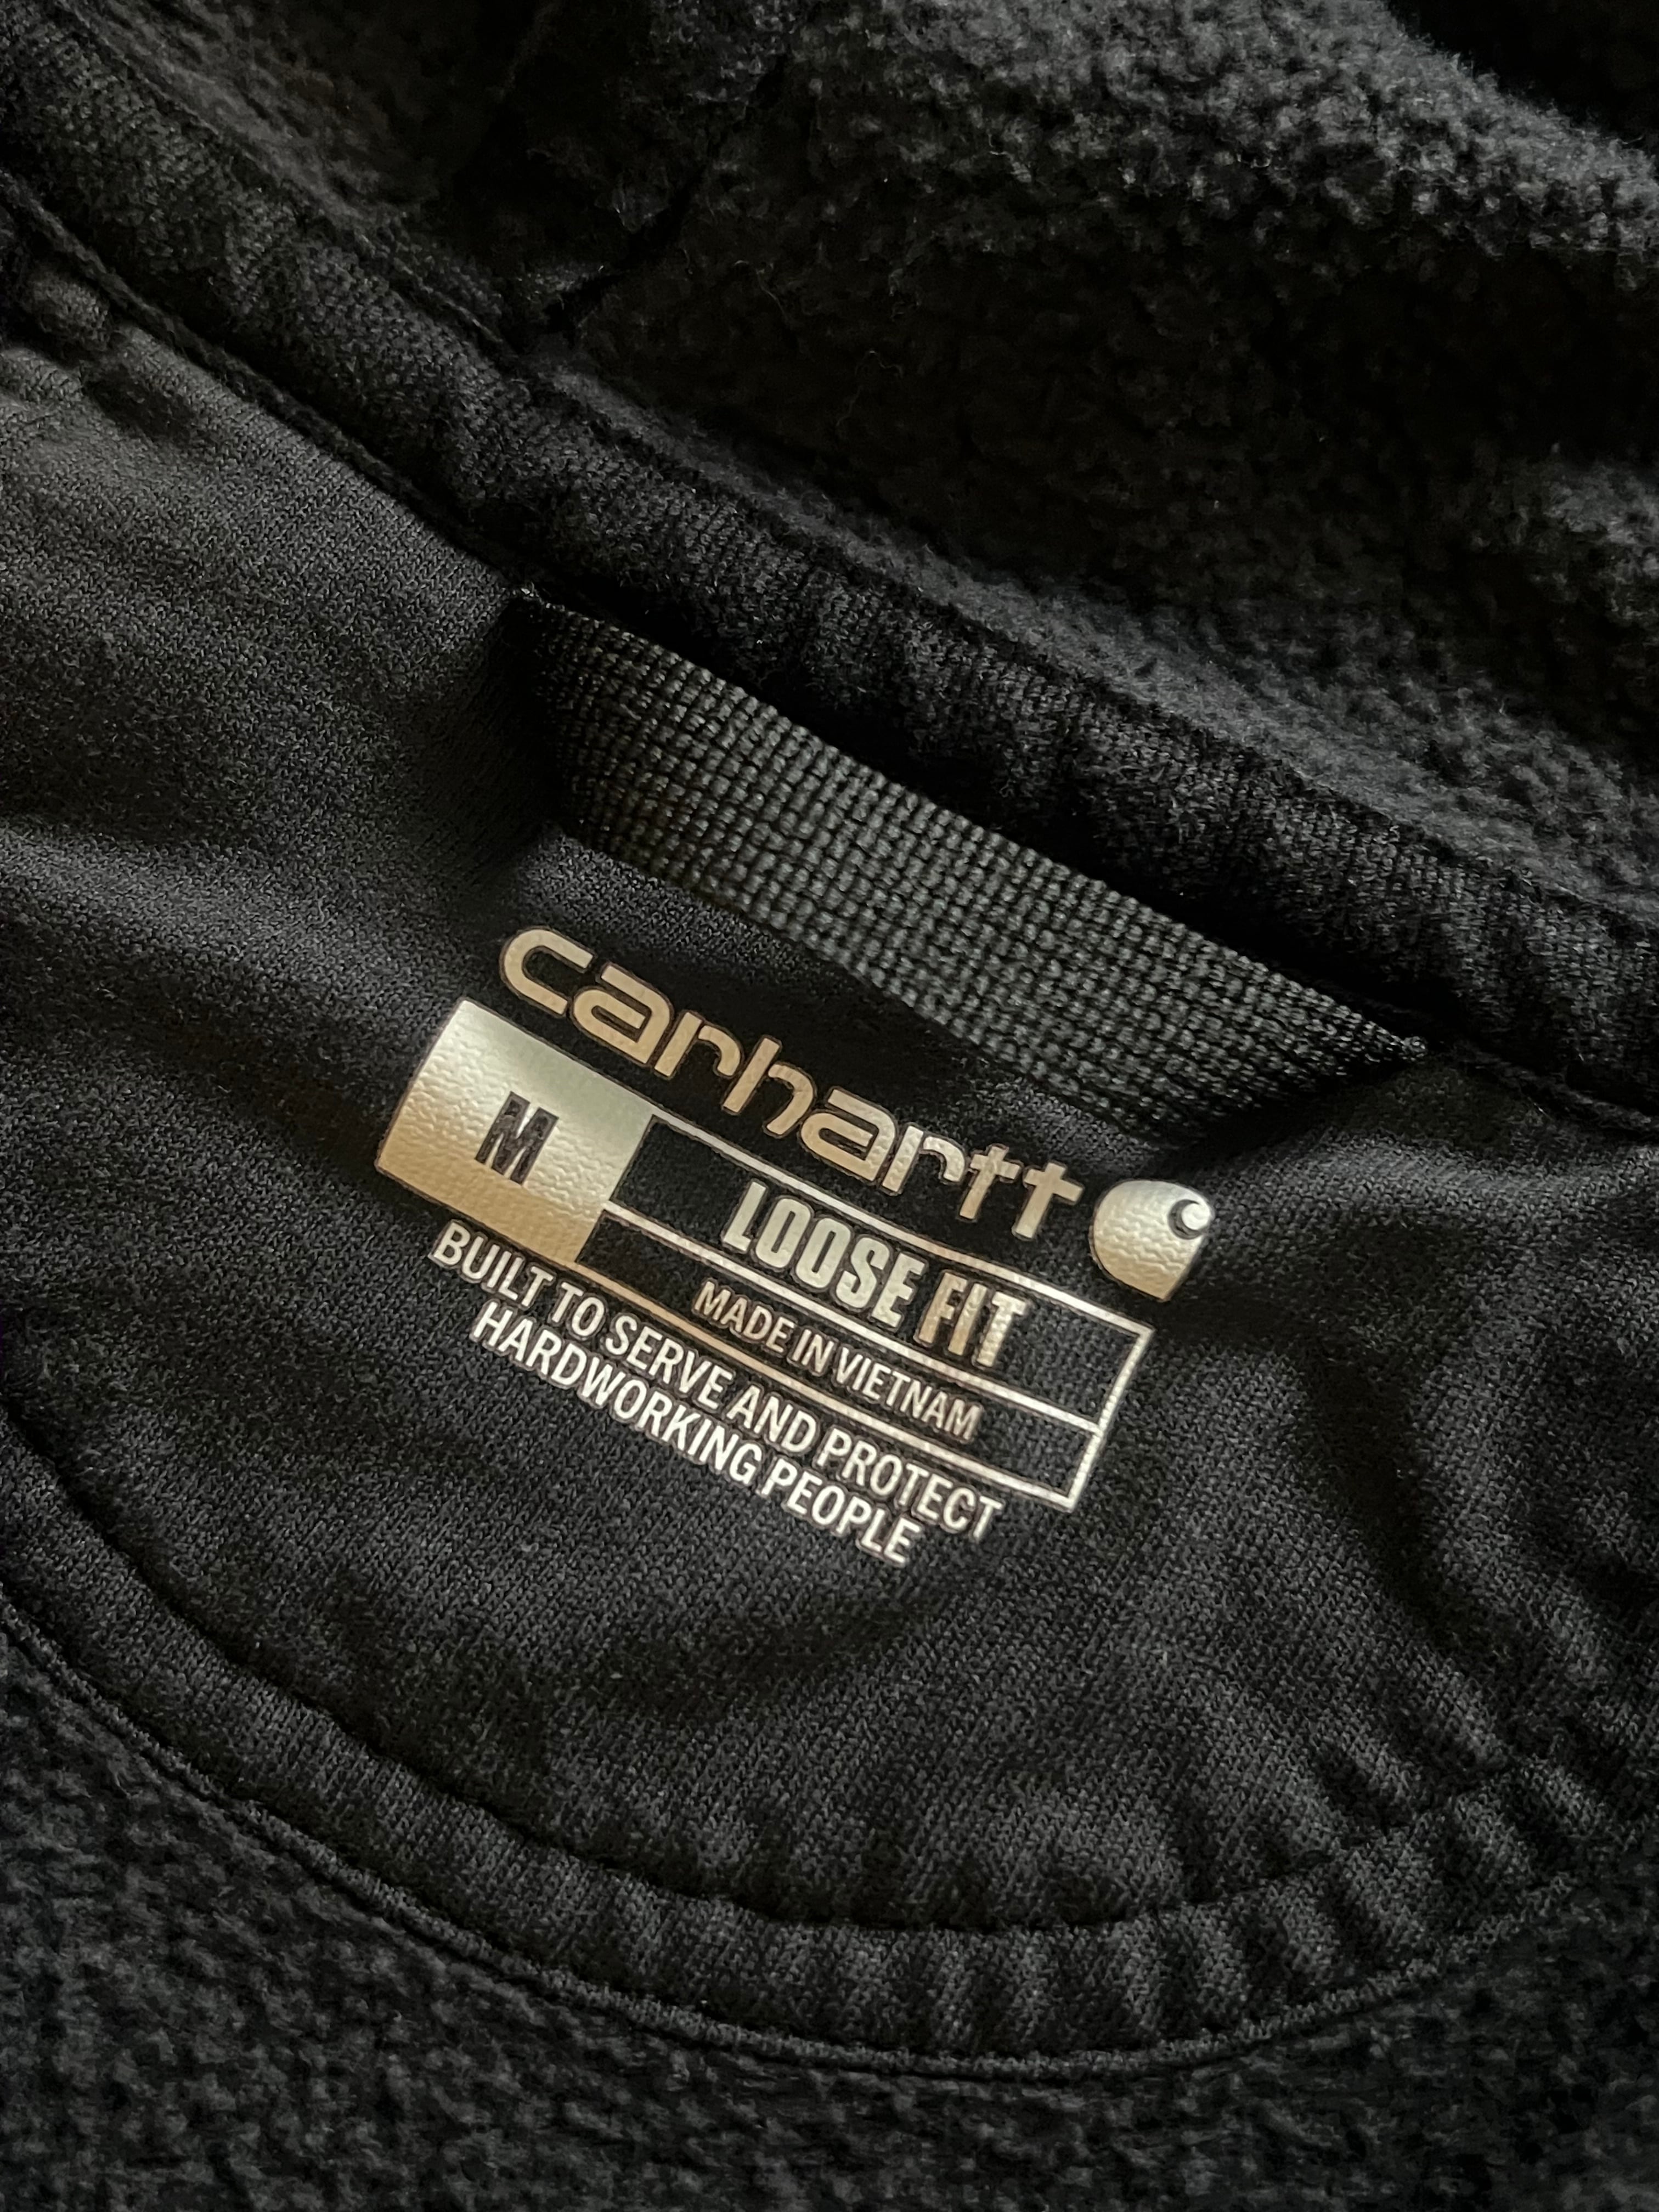 carhartt
M
LOOSE FIT
MADE IN VIETNAM
BUILT TO SERVE AND PROTECT
HARDWORKING PEOPLE